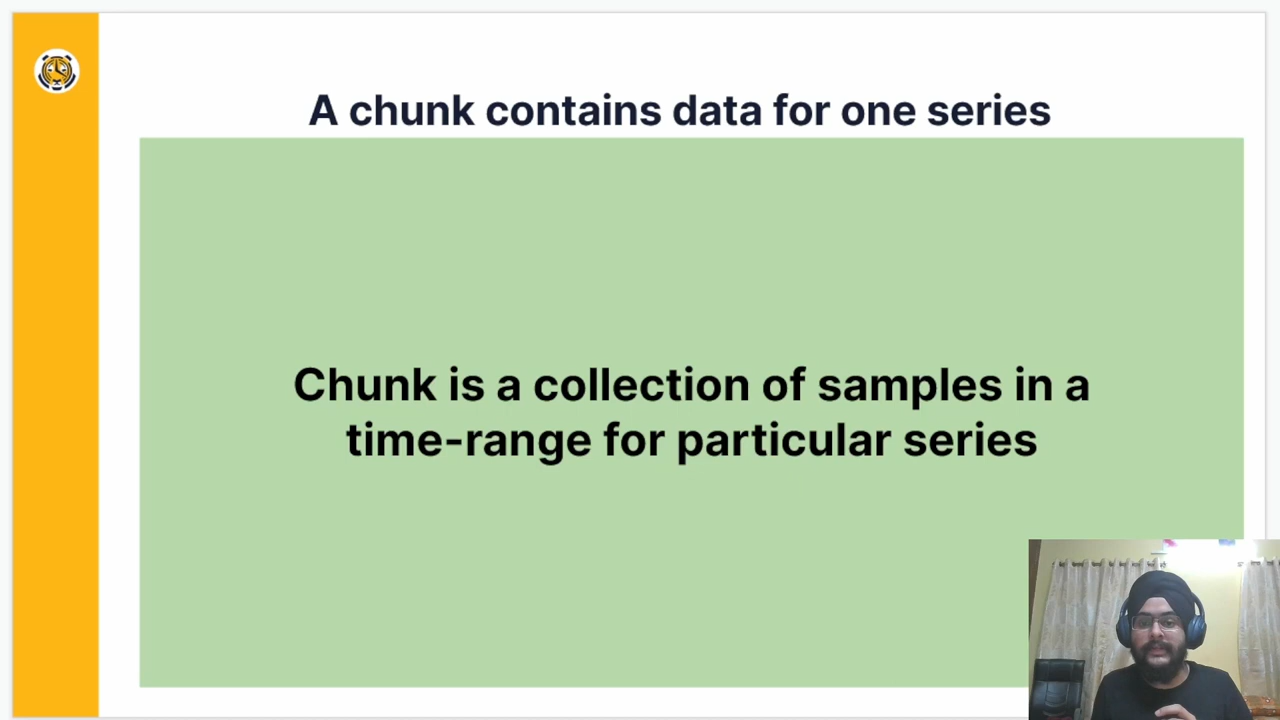 A chunk contains data for one series
Chunk is a collection of samples in a
time-range for particular series